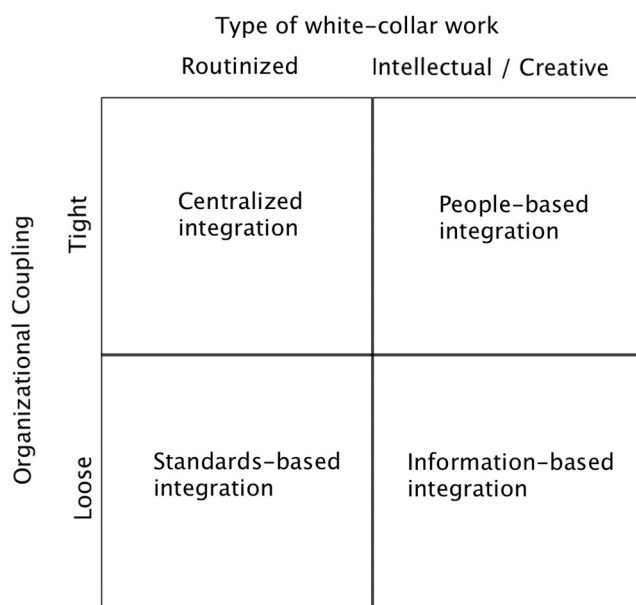 Type of white-collar work
Routinized
Intellectual / Creative
Organizational Coupling
Tight
Centralized
integration
People-based
integration
Loose
Standards-based
integration
Information-based
integration